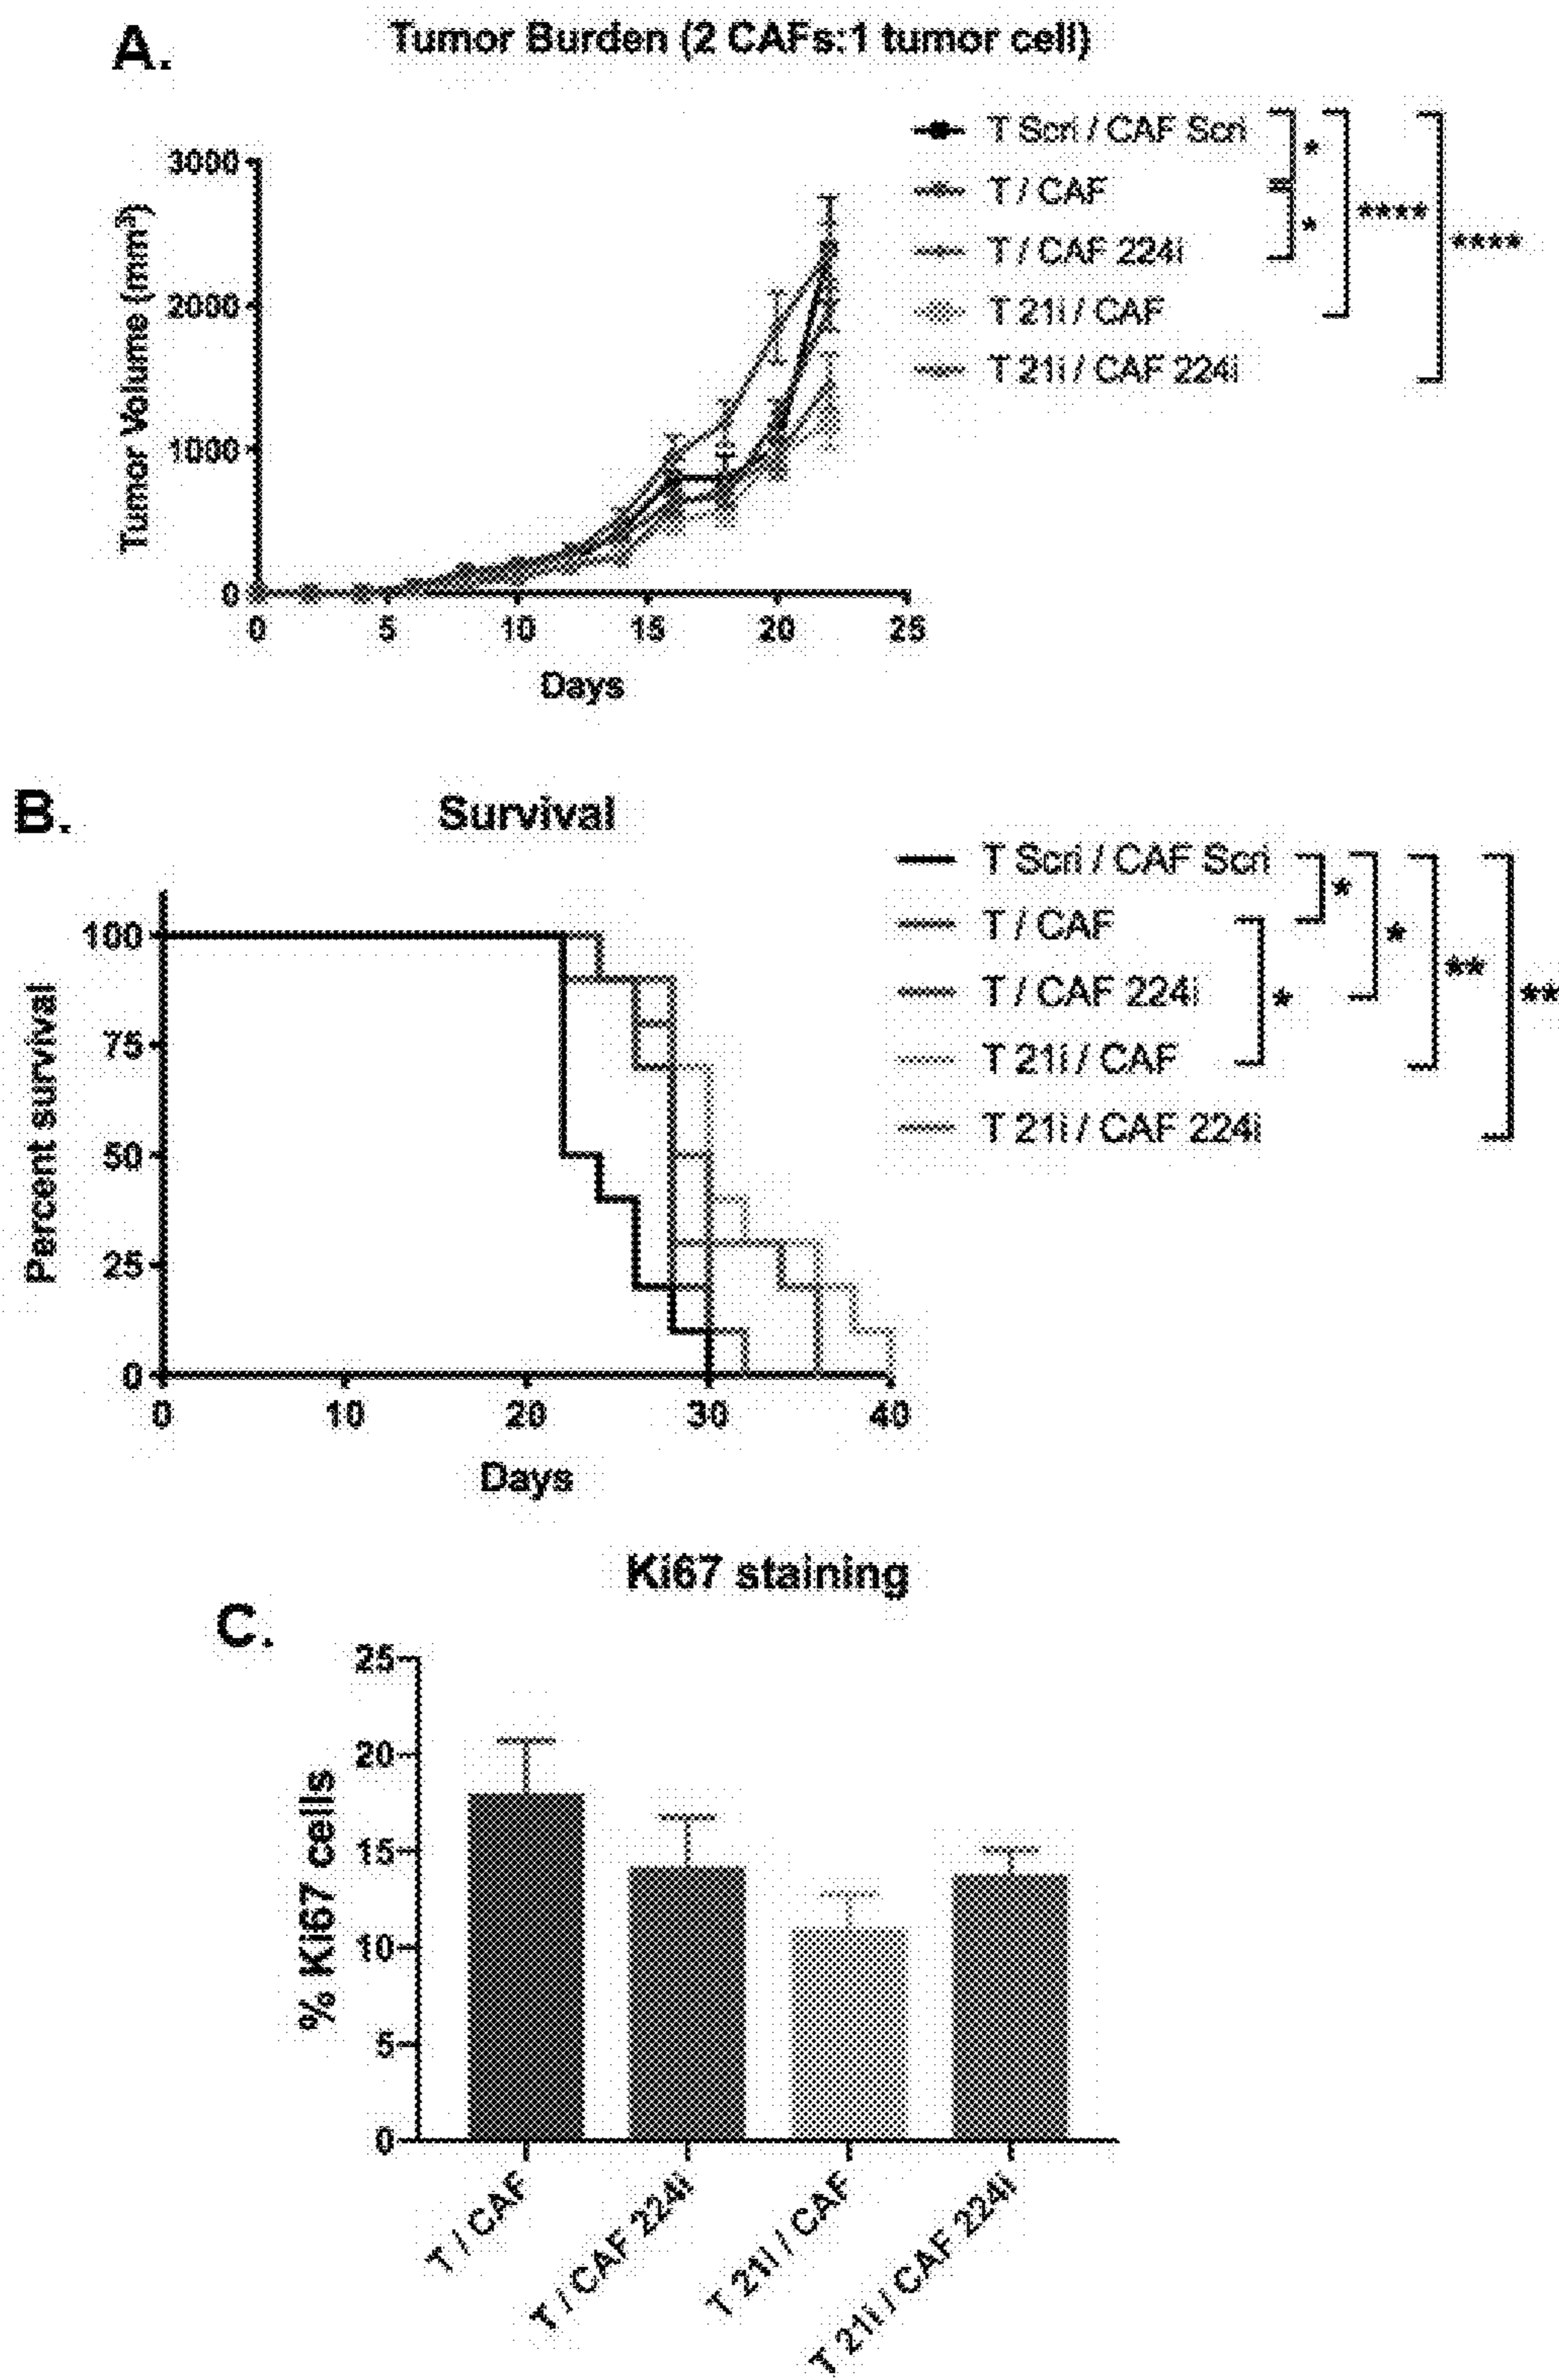 A.
Tumor Burden (2 CAFs:1 tumor cell)
Tumor Volume (mm³)
3000
2000
1000
0
0 5 10 15 20 25
Days
T Scri / CAF Scri
T / CAF
T / CAF 224i
T 21i / CAF
T 21i / CAF 224i
*
*
****
****
B.
Survival
Percent survival
100
75
50
25
0
0 10 20 30 40
Days
T Scri / CAF Scri
T / CAF
T / CAF 224i
T 21i / CAF
T 21i / CAF 224i
*
*
*
**
**
Ki67 staining
C.
% Ki67 cells
25
20
15
10
5
0
T / CAF
T / CAF 224i
T 21i / CAF
T 21i / CAF 224i